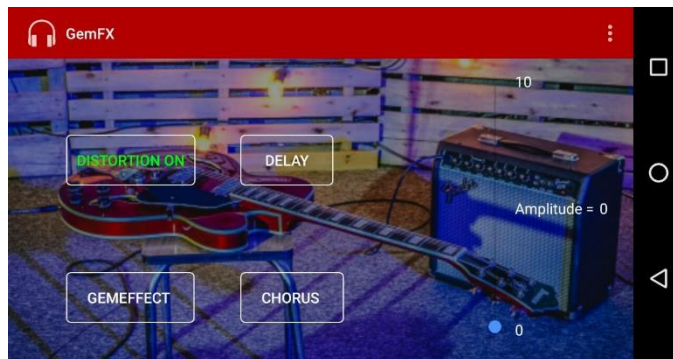 GemFX
10
DISTORTION ON
DELAY
Amplitude = 0
GEMEFFECT
CHORUS
0